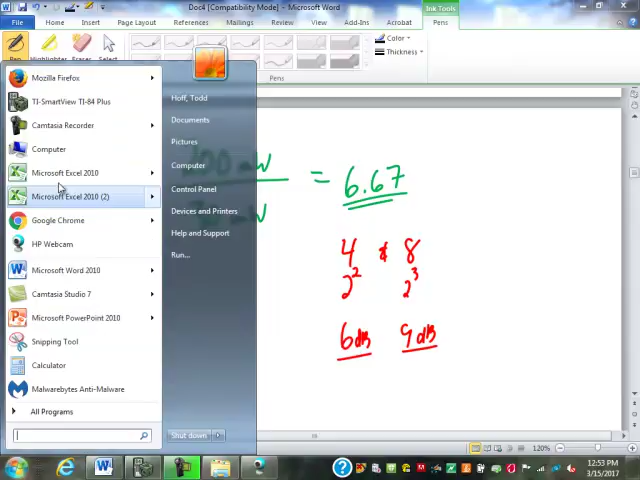 Doc4 [Compatibility Mode] - Microsoft Word
Ink Tools
File Home Insert Page Layout References Mailings Review View Add-Ins Acrobat Pens
Pen Highlighter Eraser Select
Color
Thickness
Pens
Mozilla Firefox
TI-SmartView TI-84 Plus
Camtasia Recorder
Computer
Microsoft Excel 2010
Microsoft Excel 2010 (2)
Google Chrome
HP Webcam
Microsoft Word 2010
Camtasia Studio 7
Microsoft PowerPoint 2010
Snipping Tool
Calculator
Malwarebytes Anti-Malware
All Programs
Hoff, Todd
Documents
Pictures
Computer
Control Panel
Devices and Printers
Help and Support
Run...
Shut down
mW
mW
= 6.67
4 & 8
2² 2³
6dB 9dB
120%
12:53 PM
3/15/2017